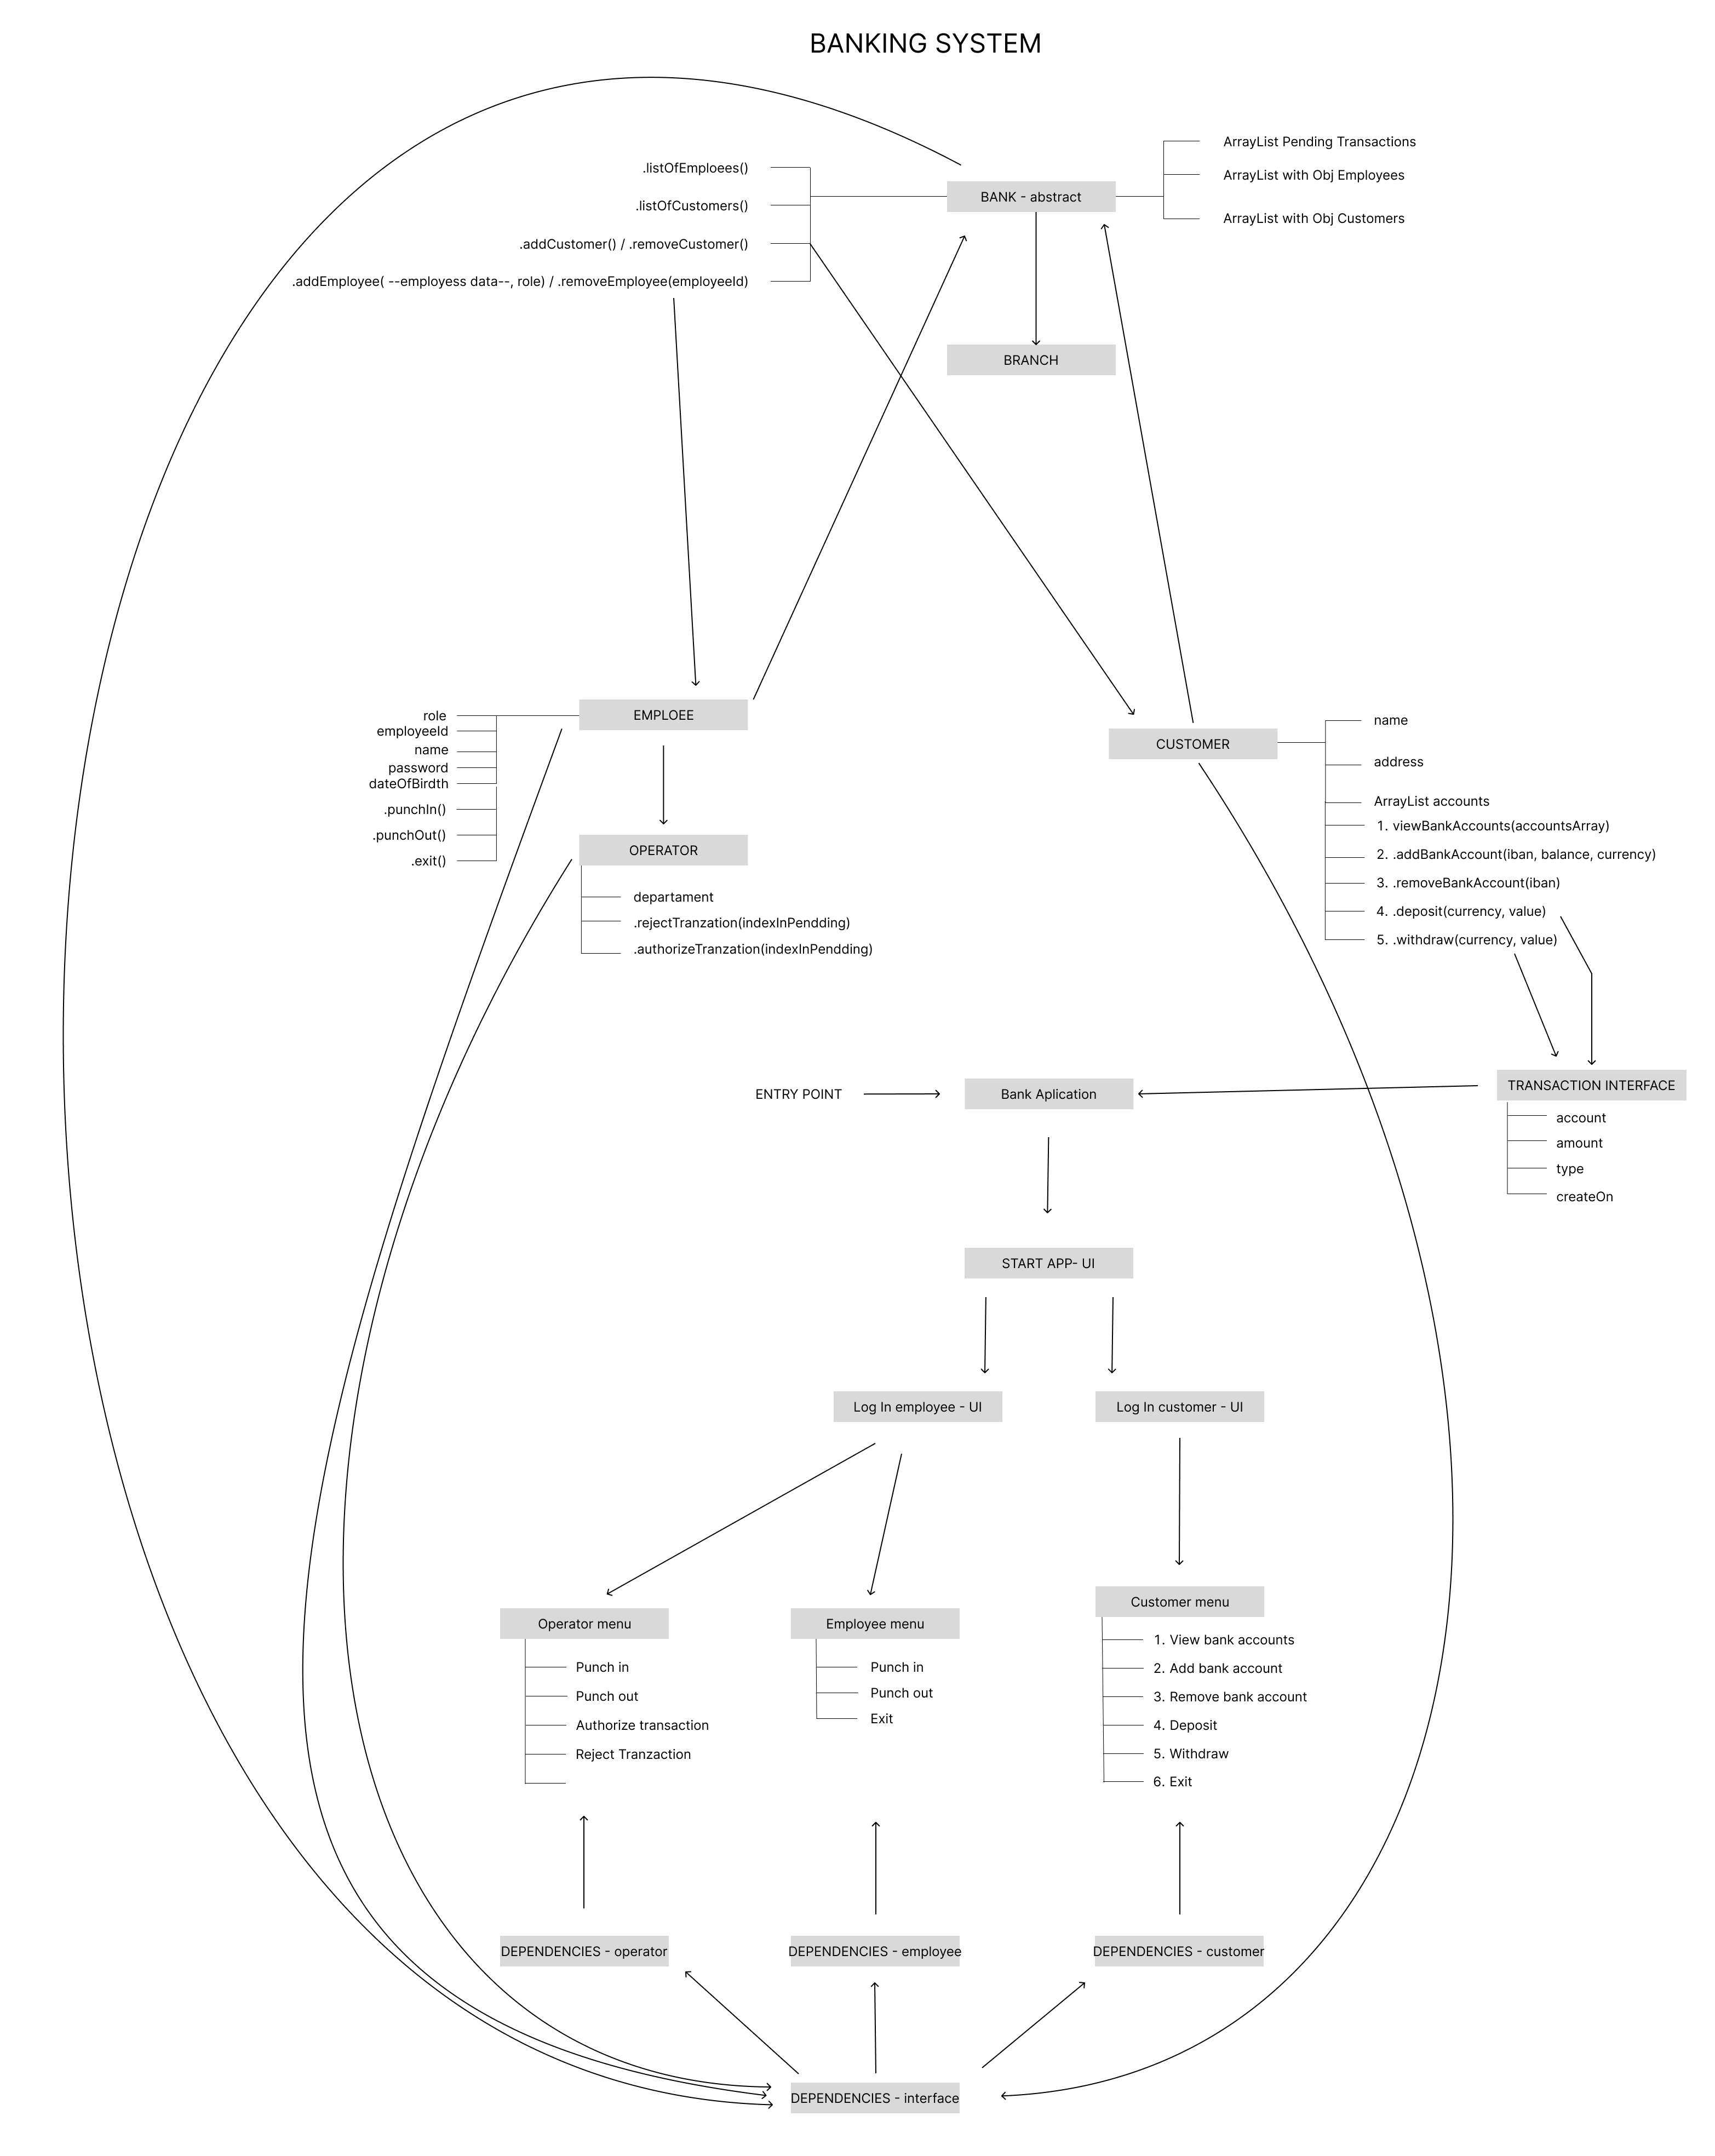 BANKING SYSTEM
ArrayList Pending Transactions
.listOfEmploees()
ArrayList with Obj Employees
BANK - abstract
.listOfCustomers()
ArrayList with Obj Customers
.addCustomer() / .removeCustomer()
.addEmployee( --employess data--, role) / .removeEmployee(employeeId)
BRANCH
EMPLOEE
role
employeeId
name
password
dateOfBirdth
.punchIn()
.punchOut()
.exit()
OPERATOR
departament
.rejectTranzation(indexInPendding)
.authorizeTranzation(indexInPendding)
CUSTOMER
name
address
ArrayList accounts
1. viewBankAccounts(accountsArray)
2. .addBankAccount(iban, balance, currency)
3. .removeBankAccount(iban)
4. .deposit(currency, value)
5. .withdraw(currency, value)
TRANSACTION INTERFACE
account
amount
type
createOn
ENTRY POINT
Bank Aplication
START APP- UI
Log In employee - UI
Log In customer - UI
Operator menu
Punch in
Punch out
Authorize transaction
Reject Tranzaction
Employee menu
Punch in
Punch out
Exit
Customer menu
1. View bank accounts
2. Add bank account
3. Remove bank account
4. Deposit
5. Withdraw
6. Exit
DEPENDENCIES - operator
DEPENDENCIES - employee
DEPENDENCIES - customer
DEPENDENCIES - interface